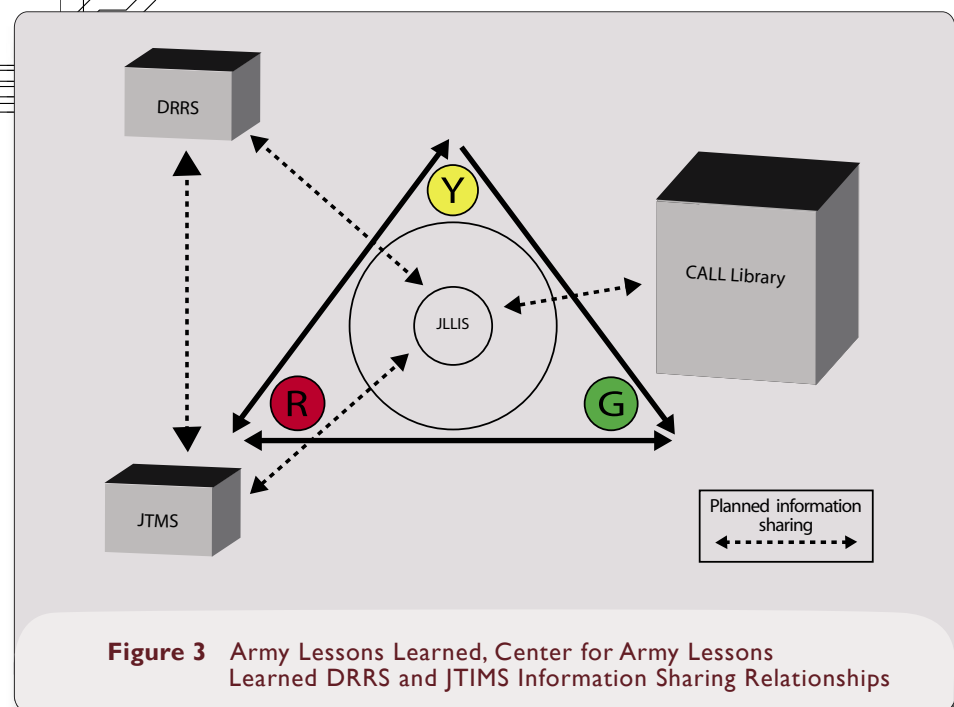 DRRS
Y
CALL Library
JLLIS
R
G
JTMS
Planned information
sharing
Figure 3 Army Lessons Learned, Center for Army Lessons
Learned DRRS and JTIMS Information Sharing Relationships